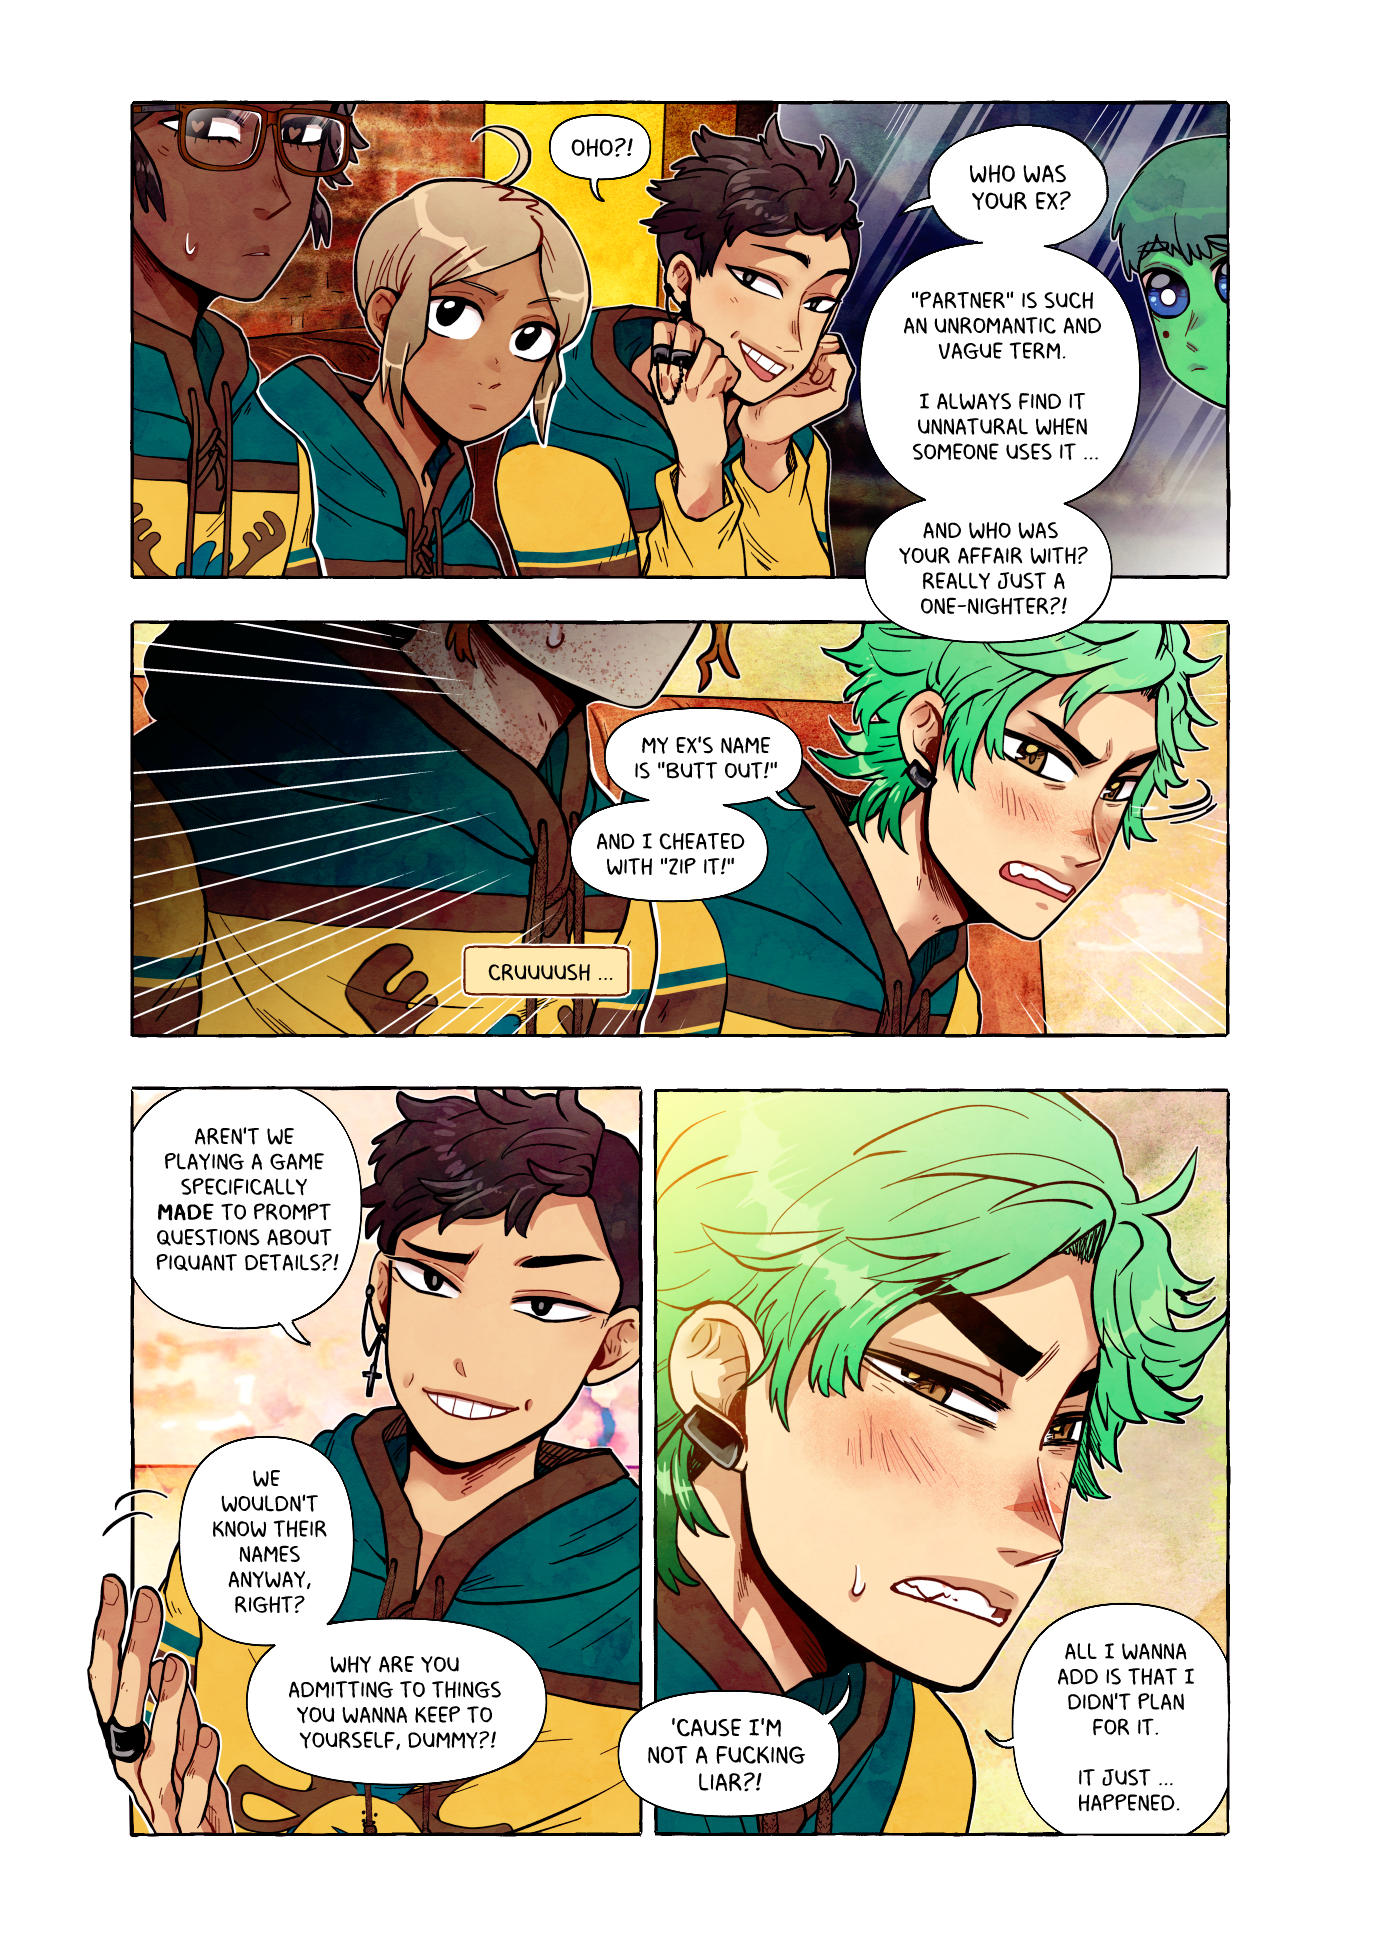 OHO?!
WHO WAS
YOUR EX?
"PARTNER" IS SUCH
AN UNROMANTIC AND
VAGUE TERM.
I ALWAYS FIND IT
UNNATURAL WHEN
SOMEONE USES IT ...
AND WHO WAS
YOUR AFFAIR WITH?
REALLY JUST A
ONE-NIGHTER?!
MY EX'S NAME
IS "BUTT OUT!"
AND I CHEATED
WITH "ZIP IT!"
CRUUUUSH ...
AREN'T WE
PLAYING A GAME
SPECIFICALLY
MADE TO PROMPT
QUESTIONS ABOUT
PIQUANT DETAILS?!
WE
WOULDN'T
KNOW THEIR
NAMES
ANYWAY,
RIGHT?
WHY ARE YOU
ADMITTING TO THINGS
YOU WANNA KEEP TO
YOURSELF, DUMMY?!
'CAUSE I'M
NOT A FUCKING
LIAR?!
ALL I WANNA
ADD IS THAT I
DIDN'T PLAN
FOR IT.
IT JUST ...
HAPPENED.